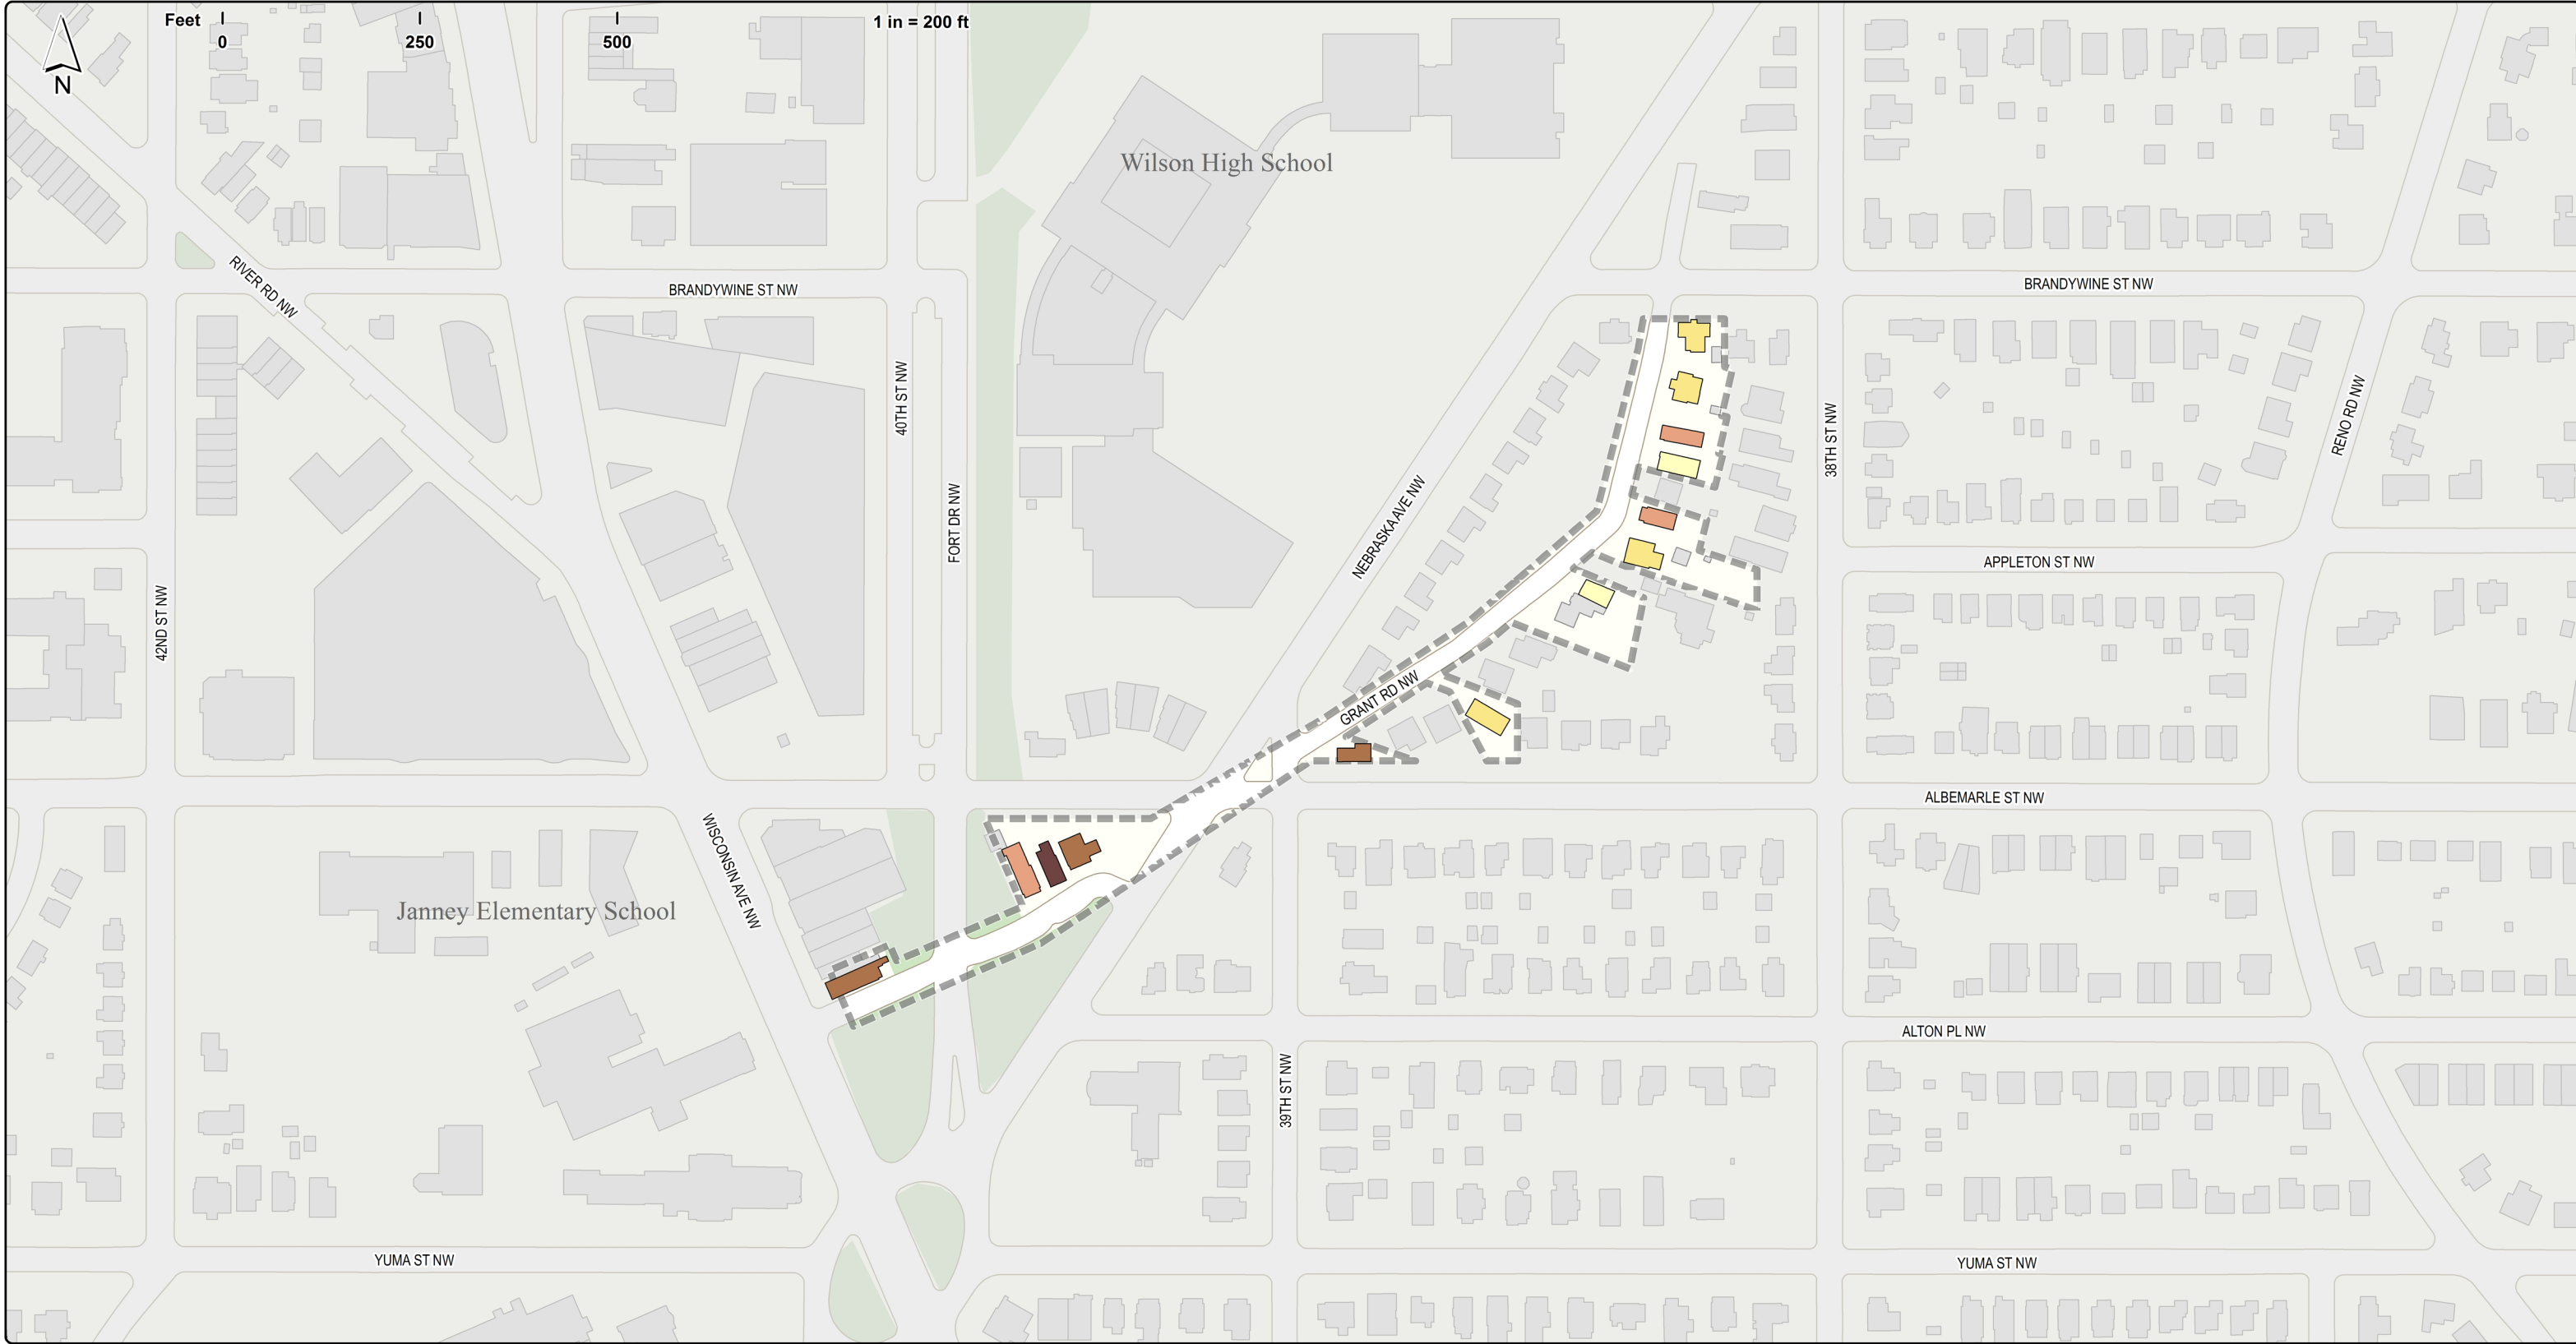 Feet
0
250
500
1 in = 200 ft
N
Wilson High School
RIVER RD NW
BRANDYWINE ST NW
BRANDYWINE ST NW
40TH ST NW
38TH ST NW
RENO RD NW
FORT DR NW
NEBRASKA AVE NW
APPLETON ST NW
42ND ST NW
GRANT RD NW
ALBEMARLE ST NW
WISCONSIN AVE NW
Janney Elementary School
ALTON PL NW
39TH ST NW
YUMA ST NW
YUMA ST NW